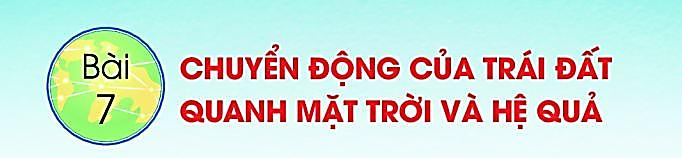 Bài
7
CHUYỂN ĐỘNG CỦA TRÁI ĐẤT
QUANH MẶT TRỜI VÀ HỆ QUẢ